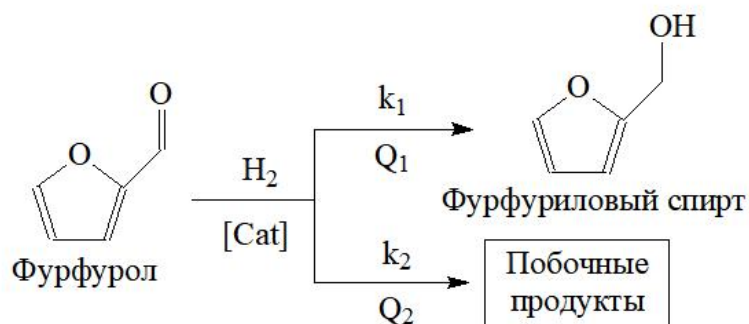 O
O
Фурфурол
H₂
[Cat]
k₁
Q₁
OH
O
Фурфуриловый спирт
k₂
Q₂
Побочные
продукты